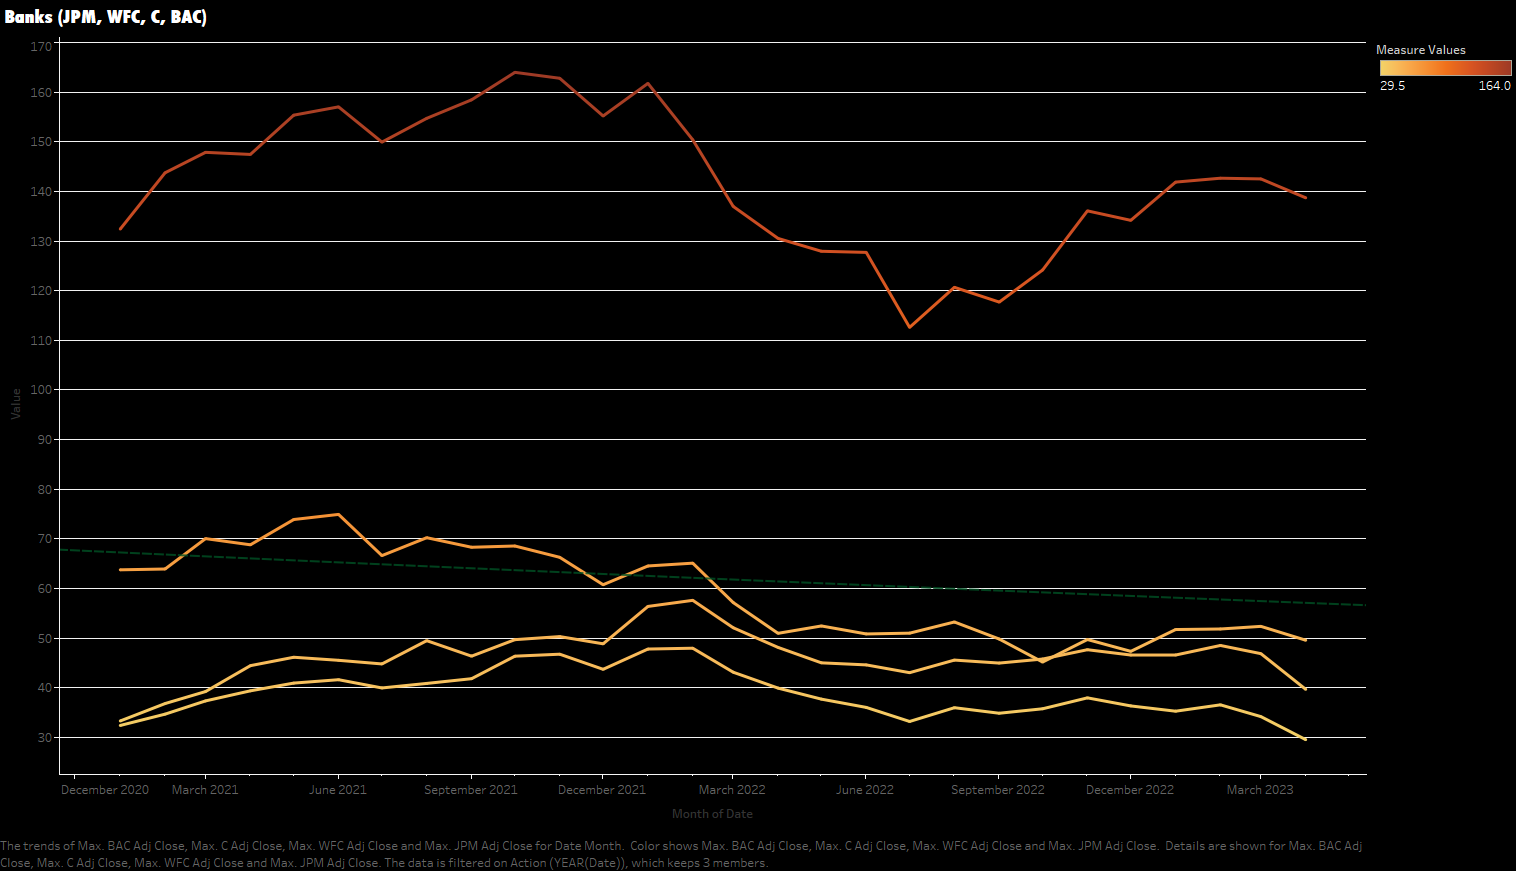 Banks (JPM, WFC, C, BAC)
Measure Values
29.5 164.0
170
160
150
140
130
120
110
100
90
80
70
60
50
40
30
Value
December 2020 March 2021 June 2021 September 2021 December 2021 March 2022 June 2022 September 2022 December 2022 March 2023
Month of Date
The trends of Max. BAC Adj Close, Max. C Adj Close, Max. WFC Adj Close and Max. JPM Adj Close for Date Month.  Color shows Max. BAC Adj Close, Max. C Adj Close, Max. WFC Adj Close and Max. JPM Adj Close.  Details are shown for Max. BAC Adj
Close, Max. C Adj Close, Max. WFC Adj Close and Max. JPM Adj Close. The data is filtered on Action (YEAR(Date)), which keeps 3 members.